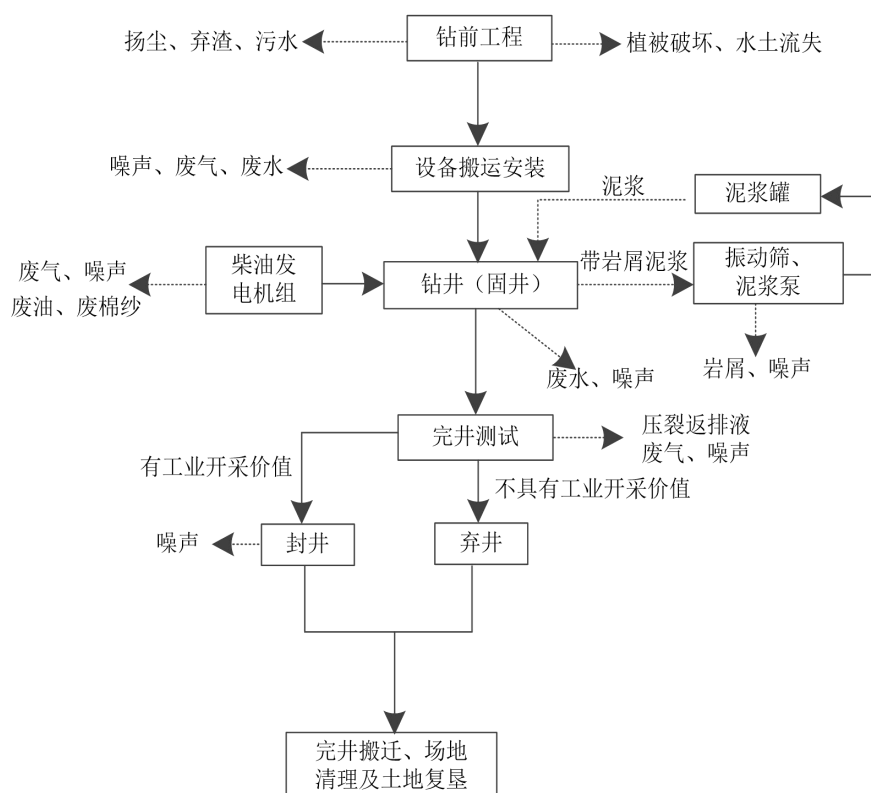 钻前工程
扬尘、弃渣、污水
植被破坏、水土流失
设备搬运安装
噪声、废气、废水
泥浆
泥浆罐
柴油发
电机组
废气、噪声
废油、废棉纱
钻井（固井）
带岩屑泥浆
振动筛、
泥浆泵
岩屑、噪声
废水、噪声
完井测试
压裂返排液
废气、噪声
有工业开采价值
不具有工业开采价值
噪声
封井
弃井
完井搬迁、场地
清理及土地复垦